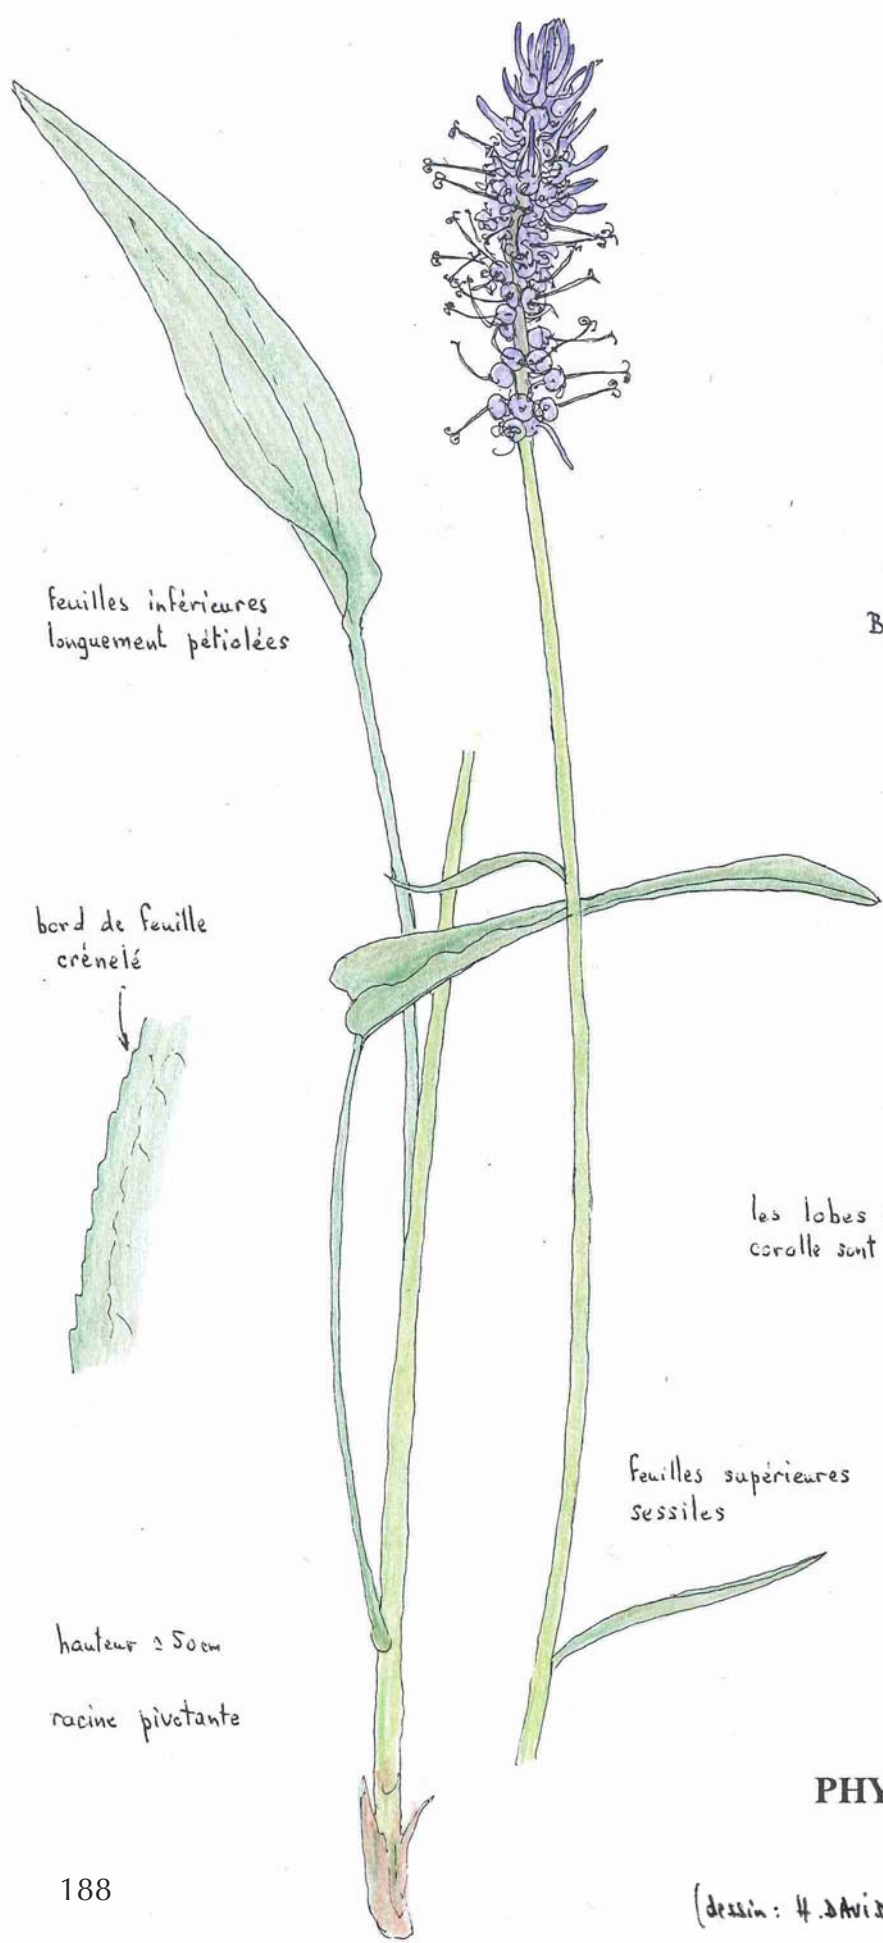 feuilles inférieures
longuement pétiolées
B
bord de feuille
crénelé
les lobes
corolle sont
feuilles supérieures
sessiles
hauteur ± 50 cm
racine pivotante
PHY
188
(dessin : H. DAVID